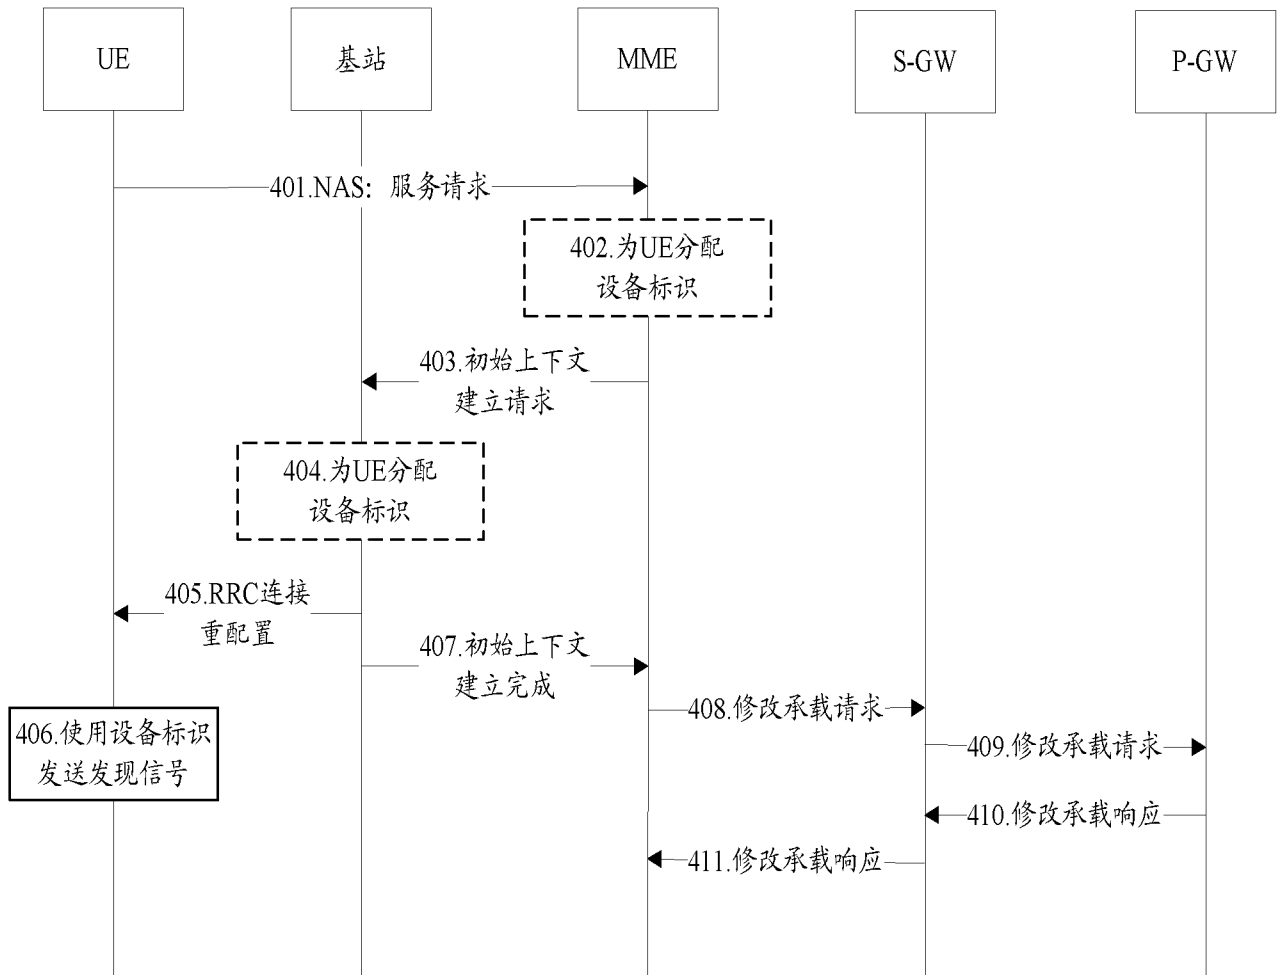 UE
基站
MME
S-GW
P-GW
401.NAS：服务请求
402.为UE分配
设备标识
403.初始上下文
建立请求
404.为UE分配
设备标识
405.RRC连接
重配置
407.初始上下文
建立完成
406.使用设备标识
发送发现信号
408.修改承载请求
409.修改承载请求
410.修改承载响应
411.修改承载响应